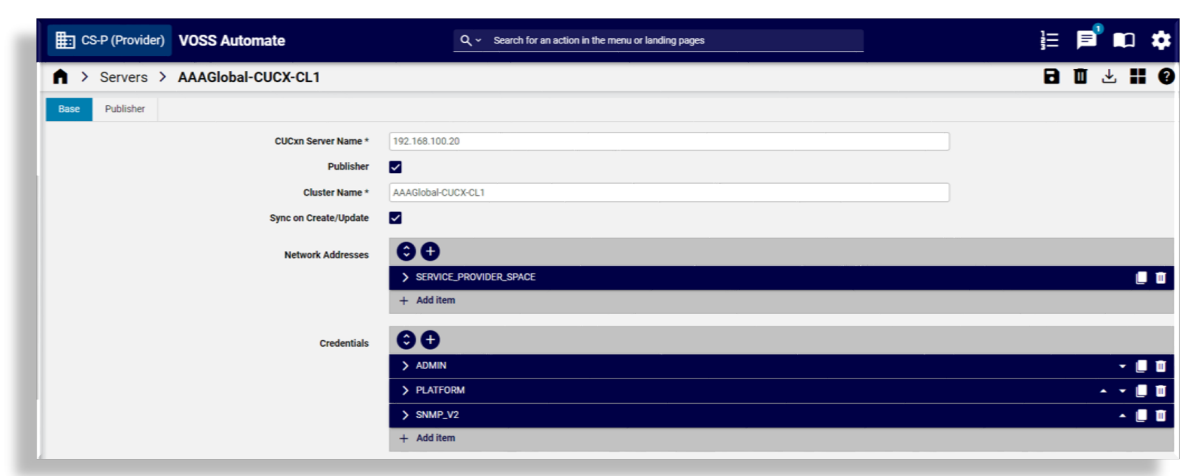 CS-P (Provider) VOSS Automate Search for an action in the menu or landing pages 1
> Servers > AAAGlobal-CUCX-CL1 ?
Base Publisher
CUCxn Server Name * 192.168.100.20
Publisher
Cluster Name * AAAGlobal-CUCX-CL1
Sync on Create/Update
Network Addresses
SERVICE_PROVIDER_SPACE
+ Add item
Credentials
ADMIN
PLATFORM
SNMP_V2
+ Add item